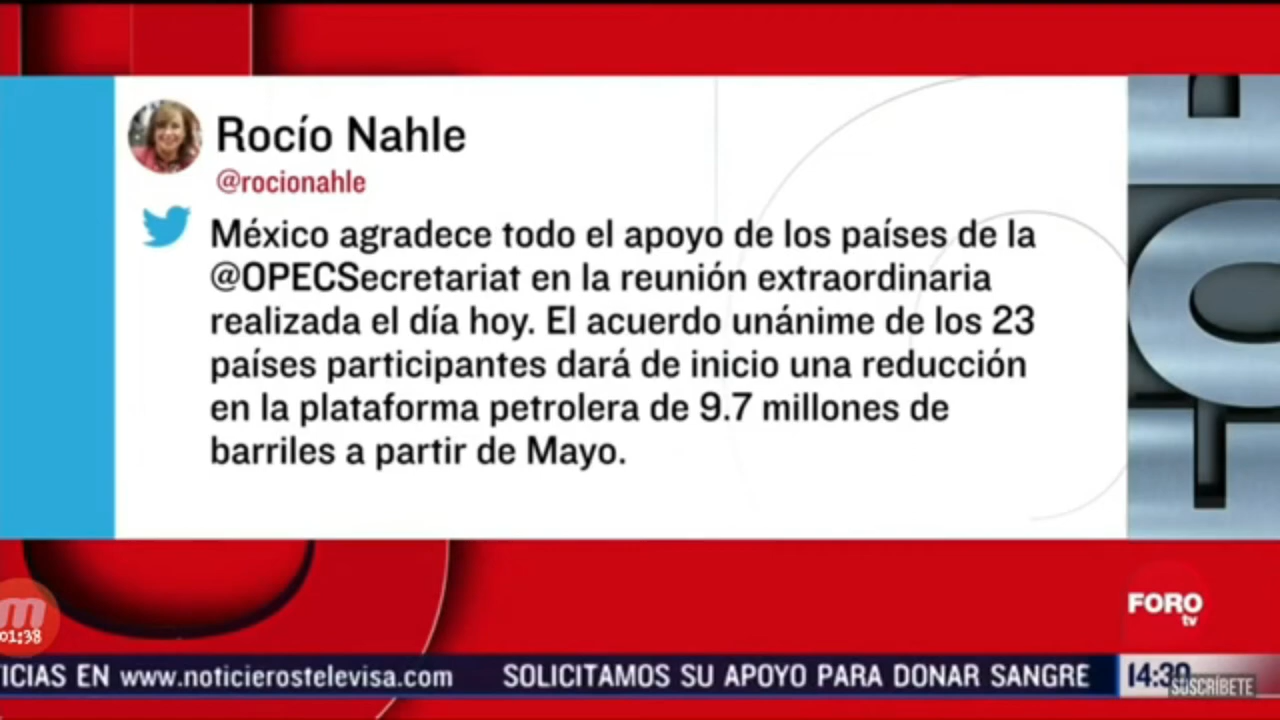 Rocío Nahle
@rocionahle
México agradece todo el apoyo de los países de la
@OPECSecretariat en la reunión extraordinaria
realizada el día hoy. El acuerdo unánime de los 23
países participantes dará de inicio una reducción
en la plataforma petrolera de 9.7 millones de
barriles a partir de Mayo.
01:38
FORO
tv
TICIAS EN www.noticierostelevisa.com SOLICITAMOS SU APOYO PARA DONAR SANGRE 14:30
SUSCRÍBETE